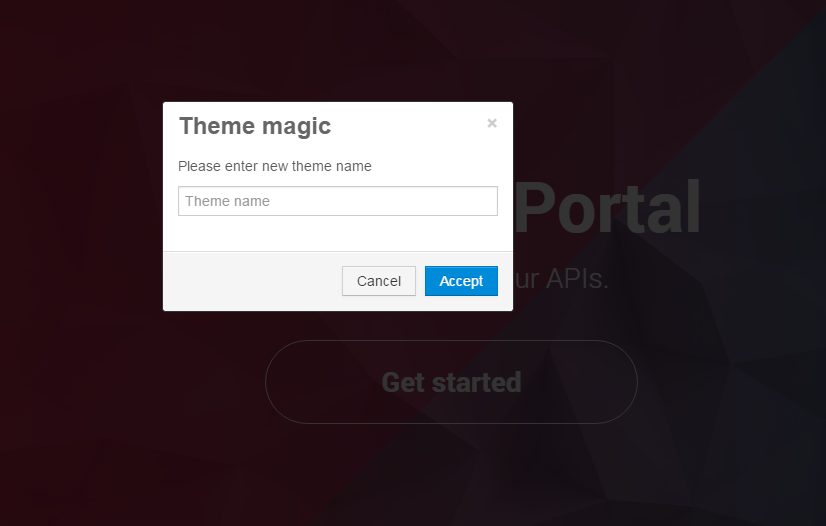 Theme magic ×
Please enter new theme name
Theme name
Portal
ur APIs.
Cancel Accept
Get started